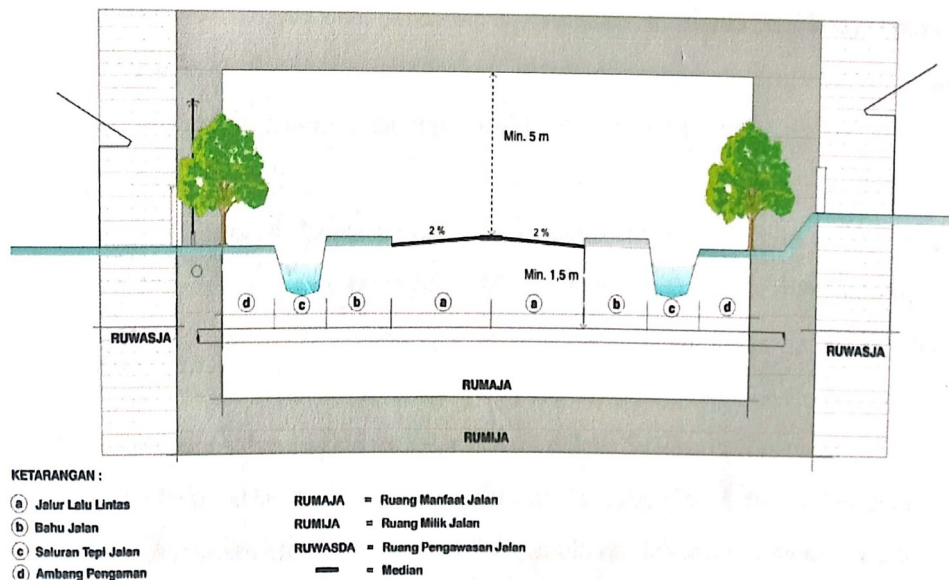 Min. 5 m
2 %
2 %
Min. 1,5 m
d
c
b
a
a
b
c
d
RUWASJA
RUWASJA
RUMAJA
RUMIJA
KETERANGAN :
a Jalur Lalu Lintas
b Bahu Jalan
c Saluran Tepi Jalan
d Ambang Pengaman
RUMAJA = Ruang Manfaat Jalan
RUMIJA = Ruang Milik Jalan
RUWASDA = Ruang Pengawasan Jalan
= Median